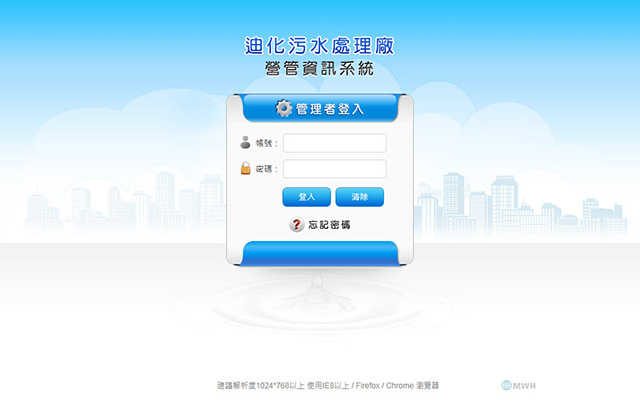 迪化污水處理廠
營管資訊系統
管理者登入
帳號：
密碼：
登入 清除
? 忘記密碼
建議解析度1024*768以上 使用IE8以上 / Firefox / Chrome 瀏覽器
MWH